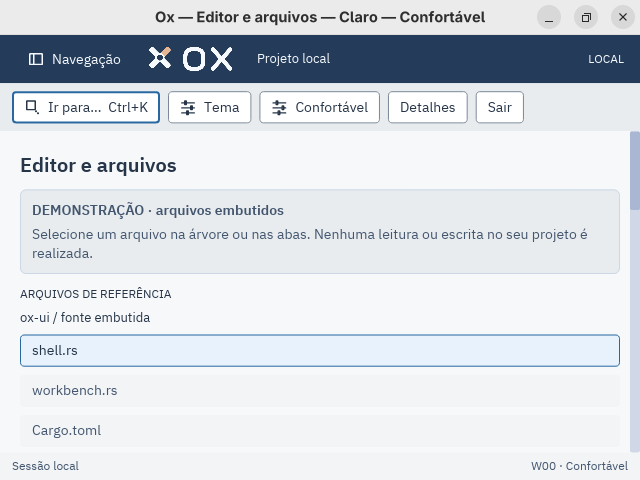 Ox — Editor e arquivos — Claro — Confortável
Navegação OX Projeto local LOCAL
Ir para... Ctrl+K Tema Confortável Detalhes Sair
Editor e arquivos
DEMONSTRAÇÃO · arquivos embutidos
Selecione um arquivo na árvore ou nas abas. Nenhuma leitura ou escrita no seu projeto é
realizada.
ARQUIVOS DE REFERÊNCIA
ox-ui / fonte embutida
shell.rs
workbench.rs
Cargo.toml
Sessão local W00 · Confortável